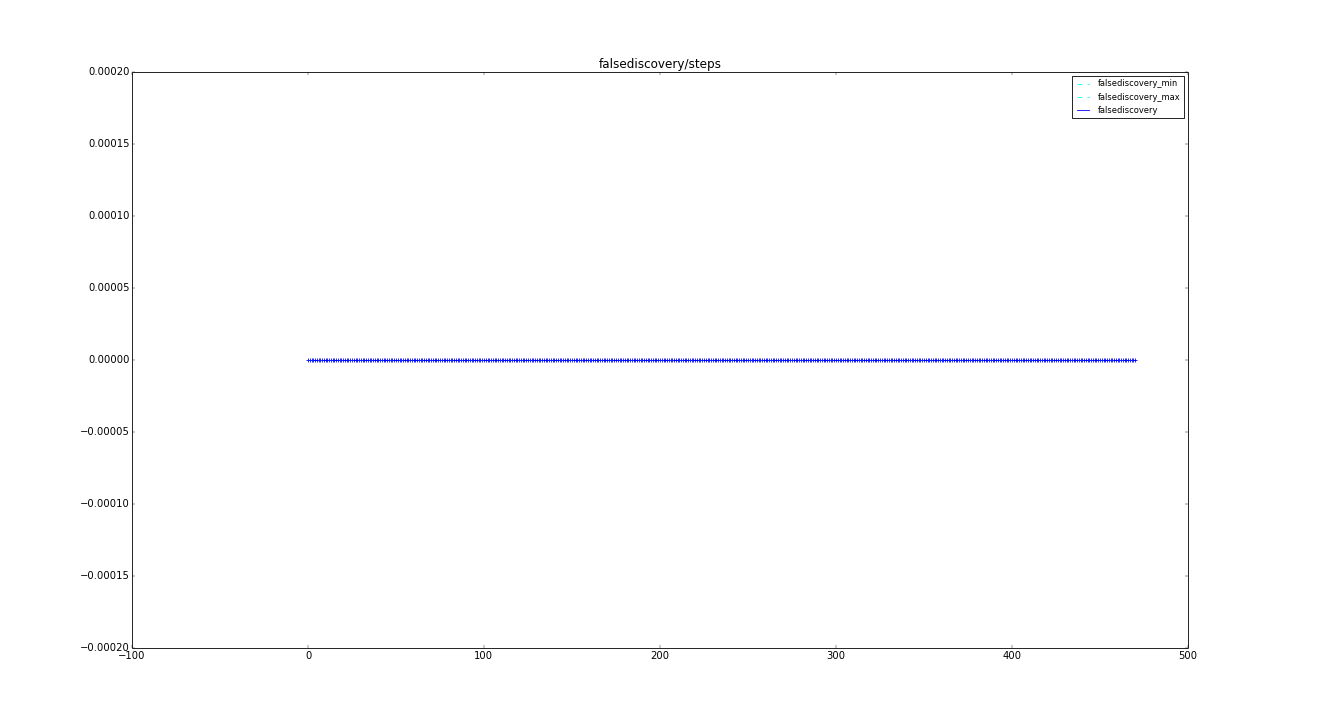 falsediscovery/steps
0.00020
falsediscovery_min
falsediscovery_max
falsediscovery
0.00015
0.00010
0.00005
0.00000
−0.00005
−0.00010
−0.00015
−0.00020
−100 0 100 200 300 400 500